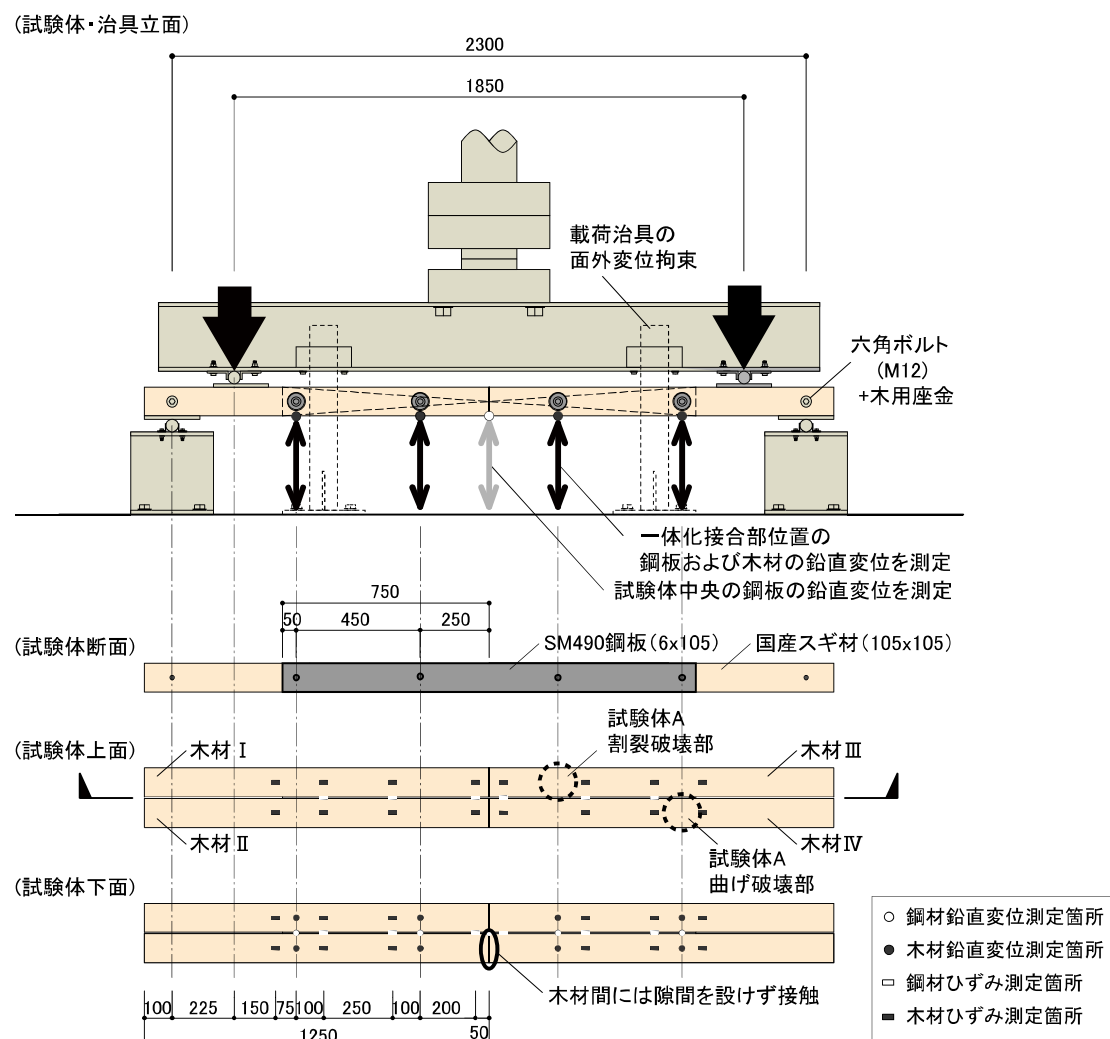 (試験体・治具立面)
2300
1850
載荷治具の
面外変位拘束
六角ボルト
(M12)
+木用座金
一体化接合部位置の
鋼板および木材の鉛直変位を測定
試験体中央の鋼板の鉛直変位を測定
750
50 450 250
(試験体断面)
SM490鋼板(6x105)
国産スギ材(105x105)
試験体A
割裂破壊部
(試験体上面)
木材Ⅰ
木材Ⅲ
木材Ⅱ
木材Ⅳ
試験体A
曲げ破壊部
(試験体下面)
木材間には隙間を設けず接触
100 225 150 75 100 250 100 200
1250 50
鋼材鉛直変位測定箇所
木材鉛直変位測定箇所
鋼材ひずみ測定箇所
木材ひずみ測定箇所